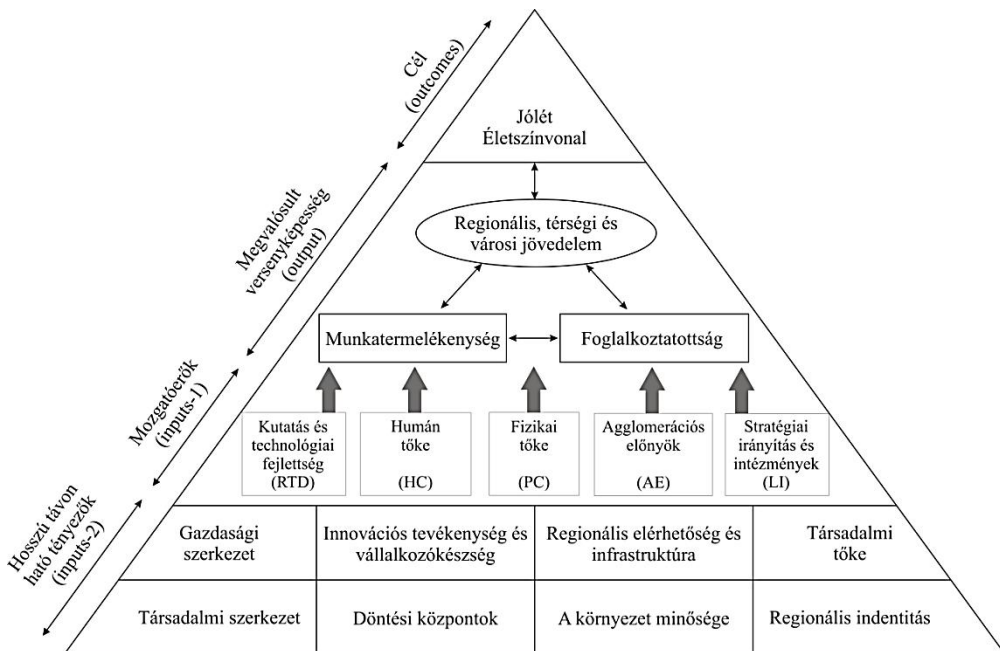 Cél
(outcomes)
Jólét
Életszínvonal
Megvalósult
versenyképesség
(output)
Regionális, térségi és
városi jövedelem
Munkatermelékenység
Foglalkoztatottság
Mozgatóerők
(inputs-1)
Kutatás és
technológiai
fejlettség
(RTD)
Humán
tőke
(HC)
Fizikai
tőke
(PC)
Agglomerációs
előnyök
(AE)
Stratégiai
irányítás és
intézmények
(LI)
Hosszú távon
ható tényezők
(inputs-2)
Gazdasági
szerkezet
Innovációs tevékenység és
vállalkozókészség
Regionális elérhetőség és
infrastruktúra
Társadalmi
tőke
Társadalmi szerkezet
Döntési központok
A környezet minősége
Regionális indentitás